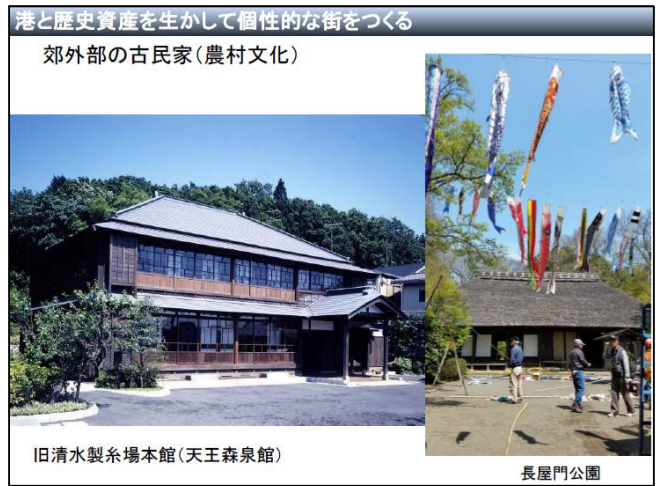 港と歴史資産を生かして個性的な街をつくる
郊外部の古民家(農村文化)
旧清水製糸場本館(天王森泉館)
長屋門公園